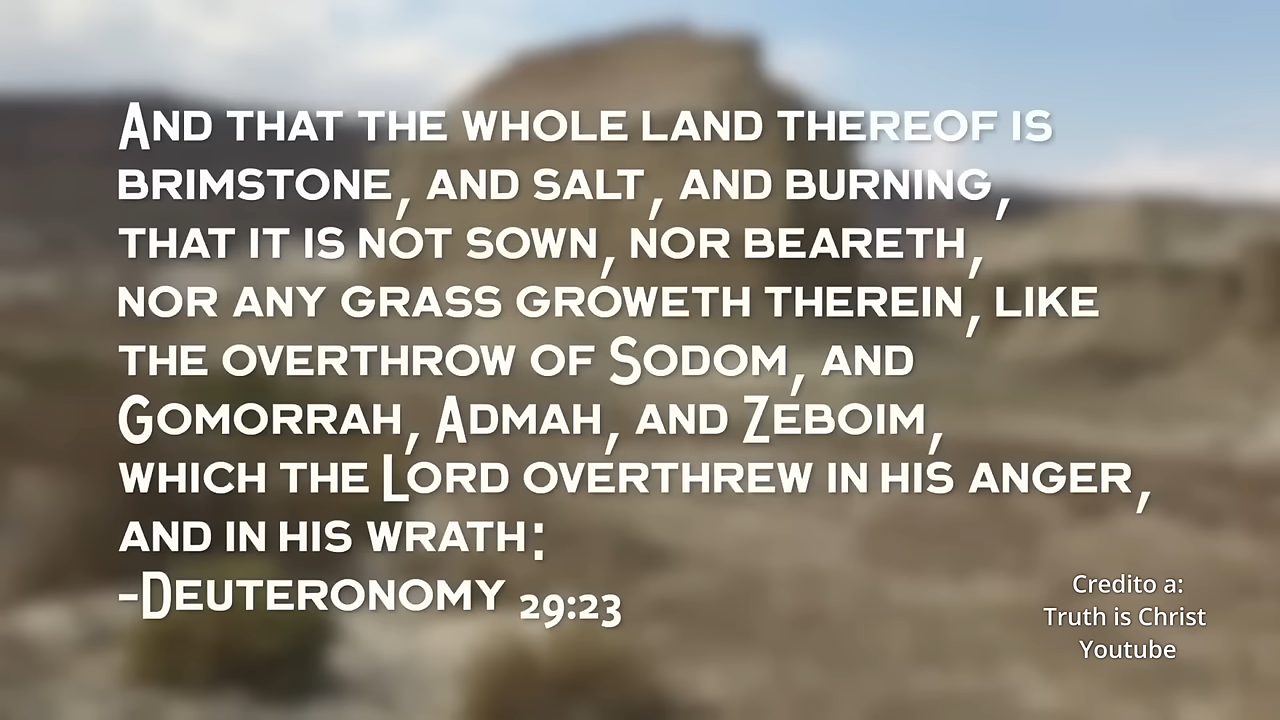 And that the whole land thereof is
brimstone, and salt, and burning,
that it is not sown, nor beareth,
nor any grass groweth therein, like
the overthrow of Sodom, and
Gomorrah, Admah, and Zeboim,
which the Lord overthrew in his anger,
and in his wrath:
-Deuteronomy 29:23
Credito a:
Truth is Christ
Youtube